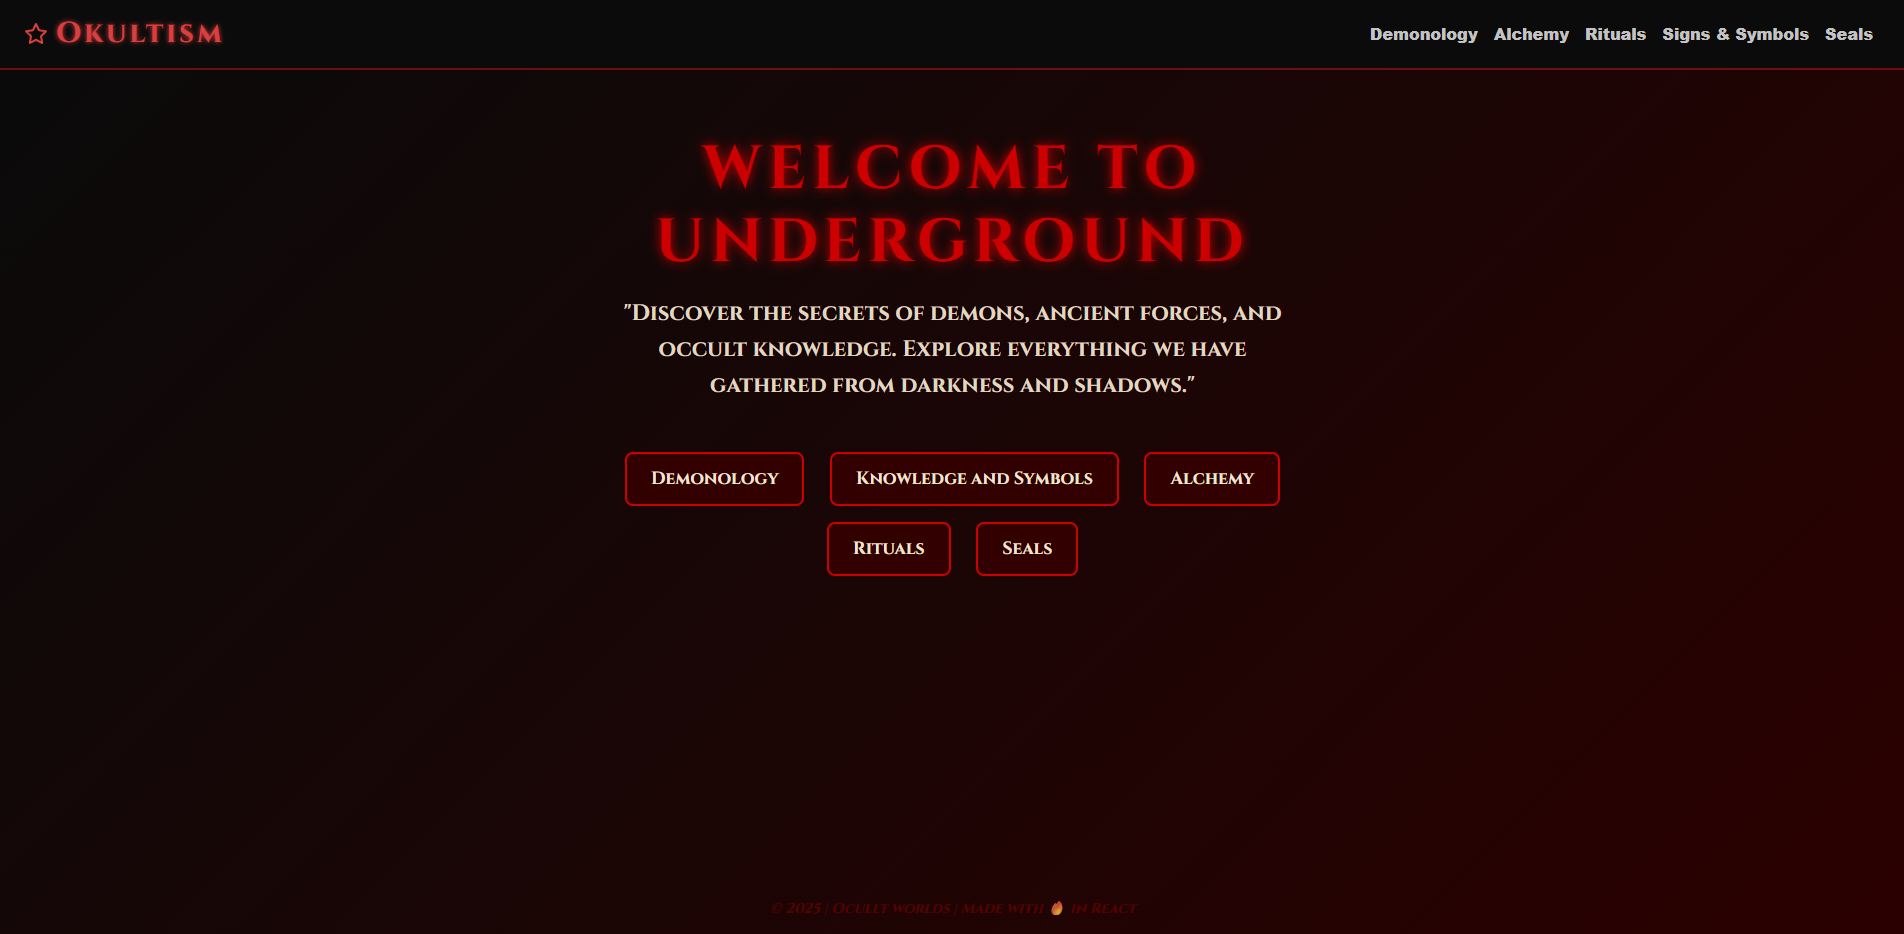 Okultism
Demonology Alchemy Rituals Signs & Symbols Seals
WELCOME TO
UNDERGROUND
"Discover the secrets of demons, ancient forces, and
occult knowledge. Explore everything we have
gathered from darkness and shadows."
Demonology Knowledge and Symbols Alchemy
Rituals Seals
© 2025 | Ocullt worlds | made with 🔥 in React